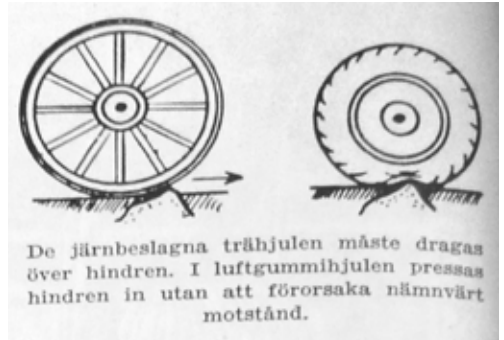 De järnbeslagna trähjulen måste dragas
över hindren. I luftgummihjulen pressas
hindren in utan att förorsaka nämnvärt
motstånd.